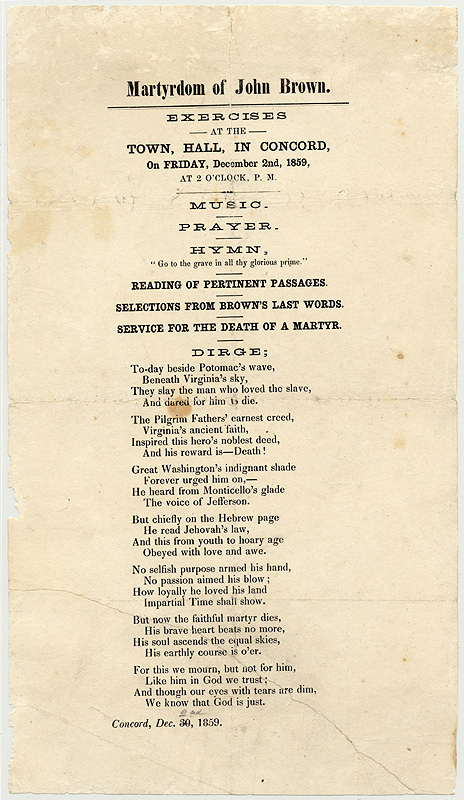 Martyrdom of John Brown.
EXERCISES
AT THE
TOWN, HALL, IN CONCORD,
On FRIDAY, December 2nd, 1859,
AT 2 O'CLOCK, P. M.
MUSIC.
PRAYER.
HYMN,
" Go to the grave in all thy glorious prime."
READING OF PERTINENT PASSAGES.
SELECTIONS FROM BROWN'S LAST WORDS.
SERVICE FOR THE DEATH OF A MARTYR.
DIRGE;
To-day beside Potomac's wave,
Beneath Virginia's sky,
They slay the man who loved the slave,
And dared for him to die.
The Pilgrim Fathers' earnest creed,
Virginia's ancient faith,
Inspired this hero's noblest deed,
And his reward is—Death!
Great Washington's indignant shade
Forever urged him on,—
He heard from Monticello's glade
The voice of Jefferson.
But chiefly on the Hebrew page
He read Jehovah's law,
And this from youth to hoary age
Obeyed with love and awe.
No selfish purpose armed his hand,
No passion aimed his blow;
How loyally he loved his land
Impartial Time shall show.
But now the faithful martyr dies,
His brave heart beats no more,
His soul ascends the equal skies,
His earthly course is o'er.
For this we mourn, but not for him,
Like him in God we trust;
And though our eyes with tears are dim,
We know that God is just.
2nd
Concord, Dec. 30, 1859.